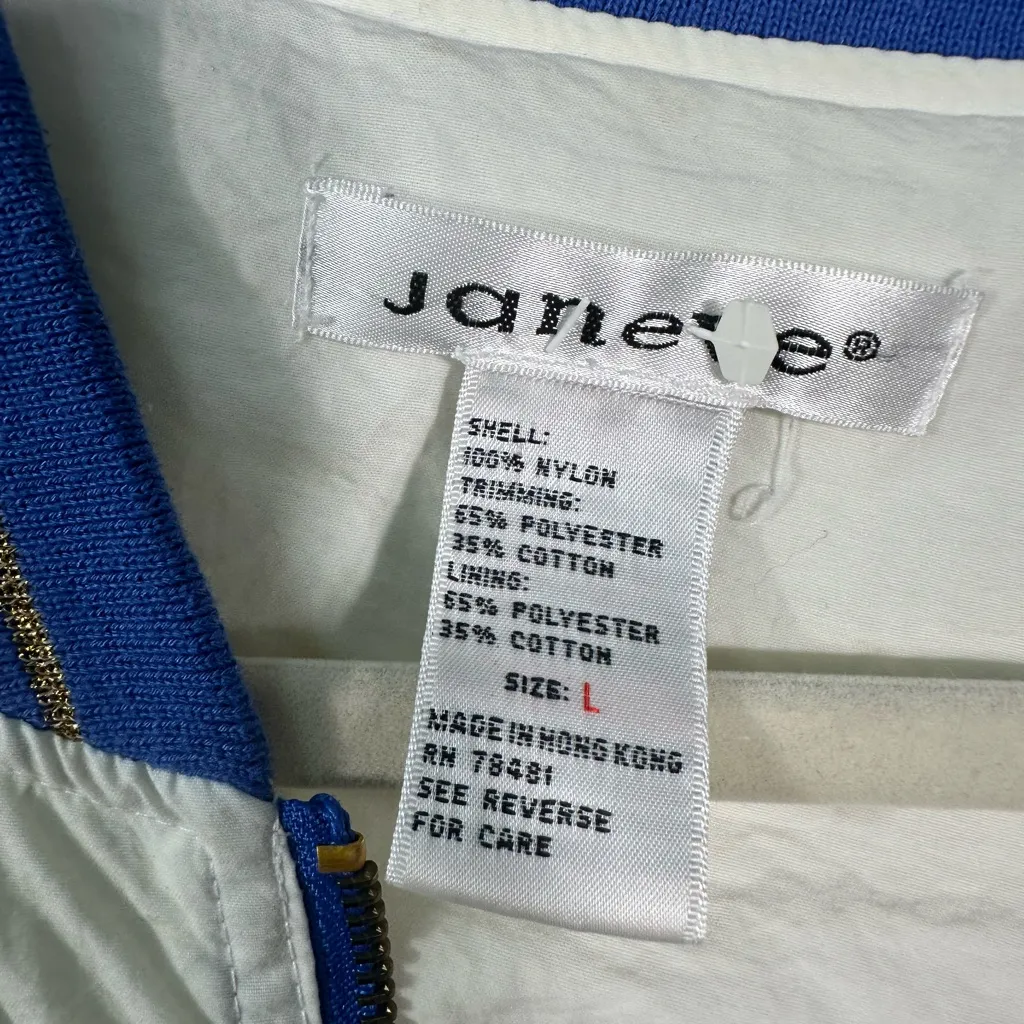 SHELL:
100% NYLON
TRIMMING:
65% POLYESTER
35% COTTON
LINING:
65% POLYESTER
35% COTTON
SIZE: L
MADE IN HONG KONG
RN 78481
SEE REVERSE
FOR CARE